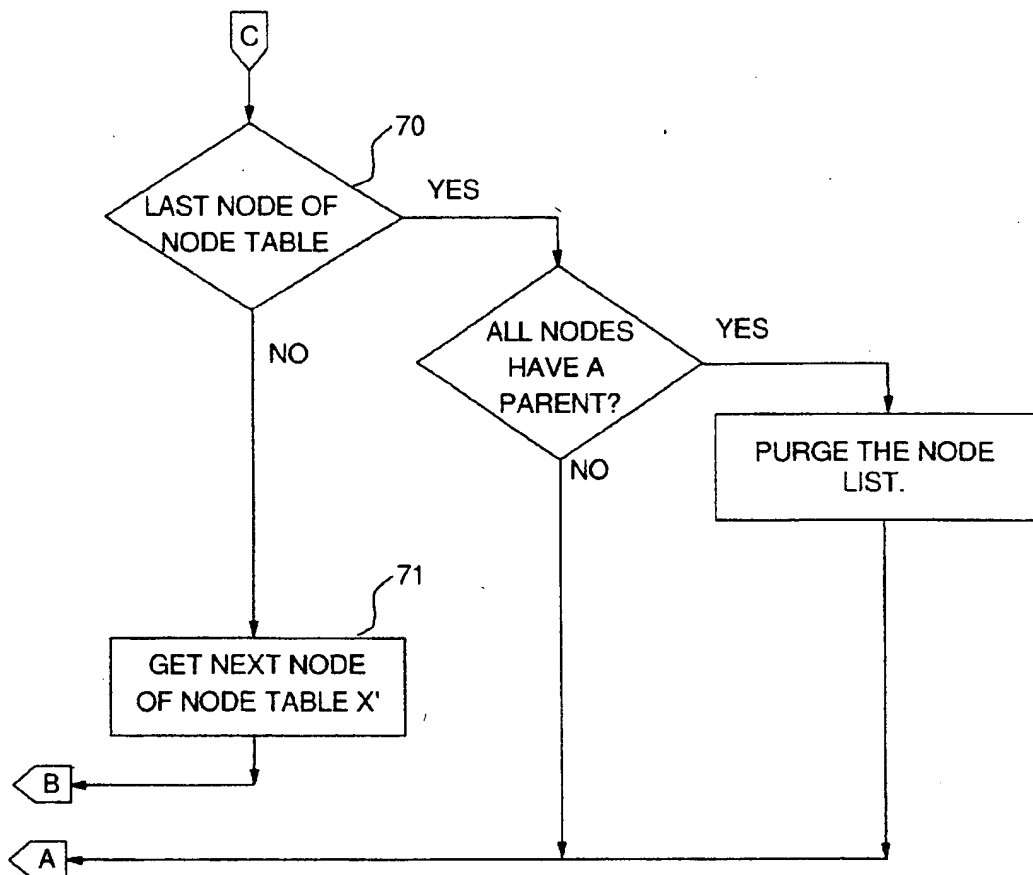 C
70
LAST NODE OF
NODE TABLE
YES
NO
ALL NODES
HAVE A
PARENT?
YES
NO
PURGE THE NODE
LIST.
71
GET NEXT NODE
OF NODE TABLE X'
B
A